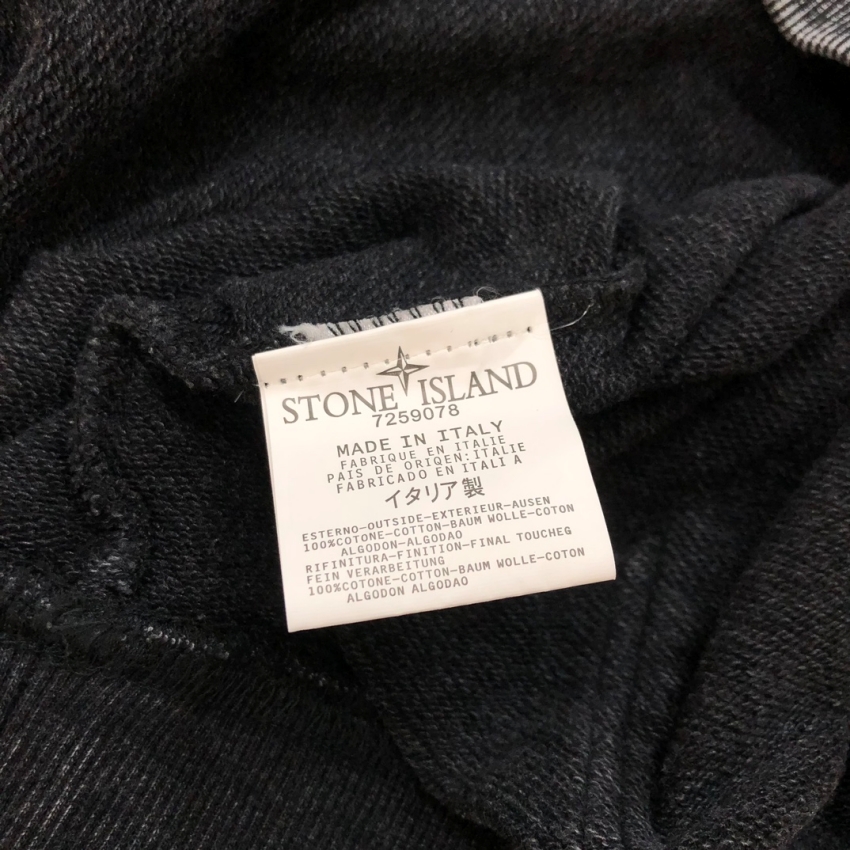 STONE ISLAND
7259078
MADE IN ITALY
FABRIQUE EN ITALIE
PAIS DE ORIQEN:ITALIE
FABRICADO EN ITALI A
イタリア製
ESTERNO-OUTSIDE-EXTERIEUR-AUSEN
100%COTONE-COTTON-BAUM WOLLE-COTON
ALGODON-ALGODAO
RIFINITURA-FINITION-FINAL TOUCHEG
FEIN VERARBEITUNG
100%COTONE-COTTON-BAUM WOLLE-COTON
ALGODON ALGODAO